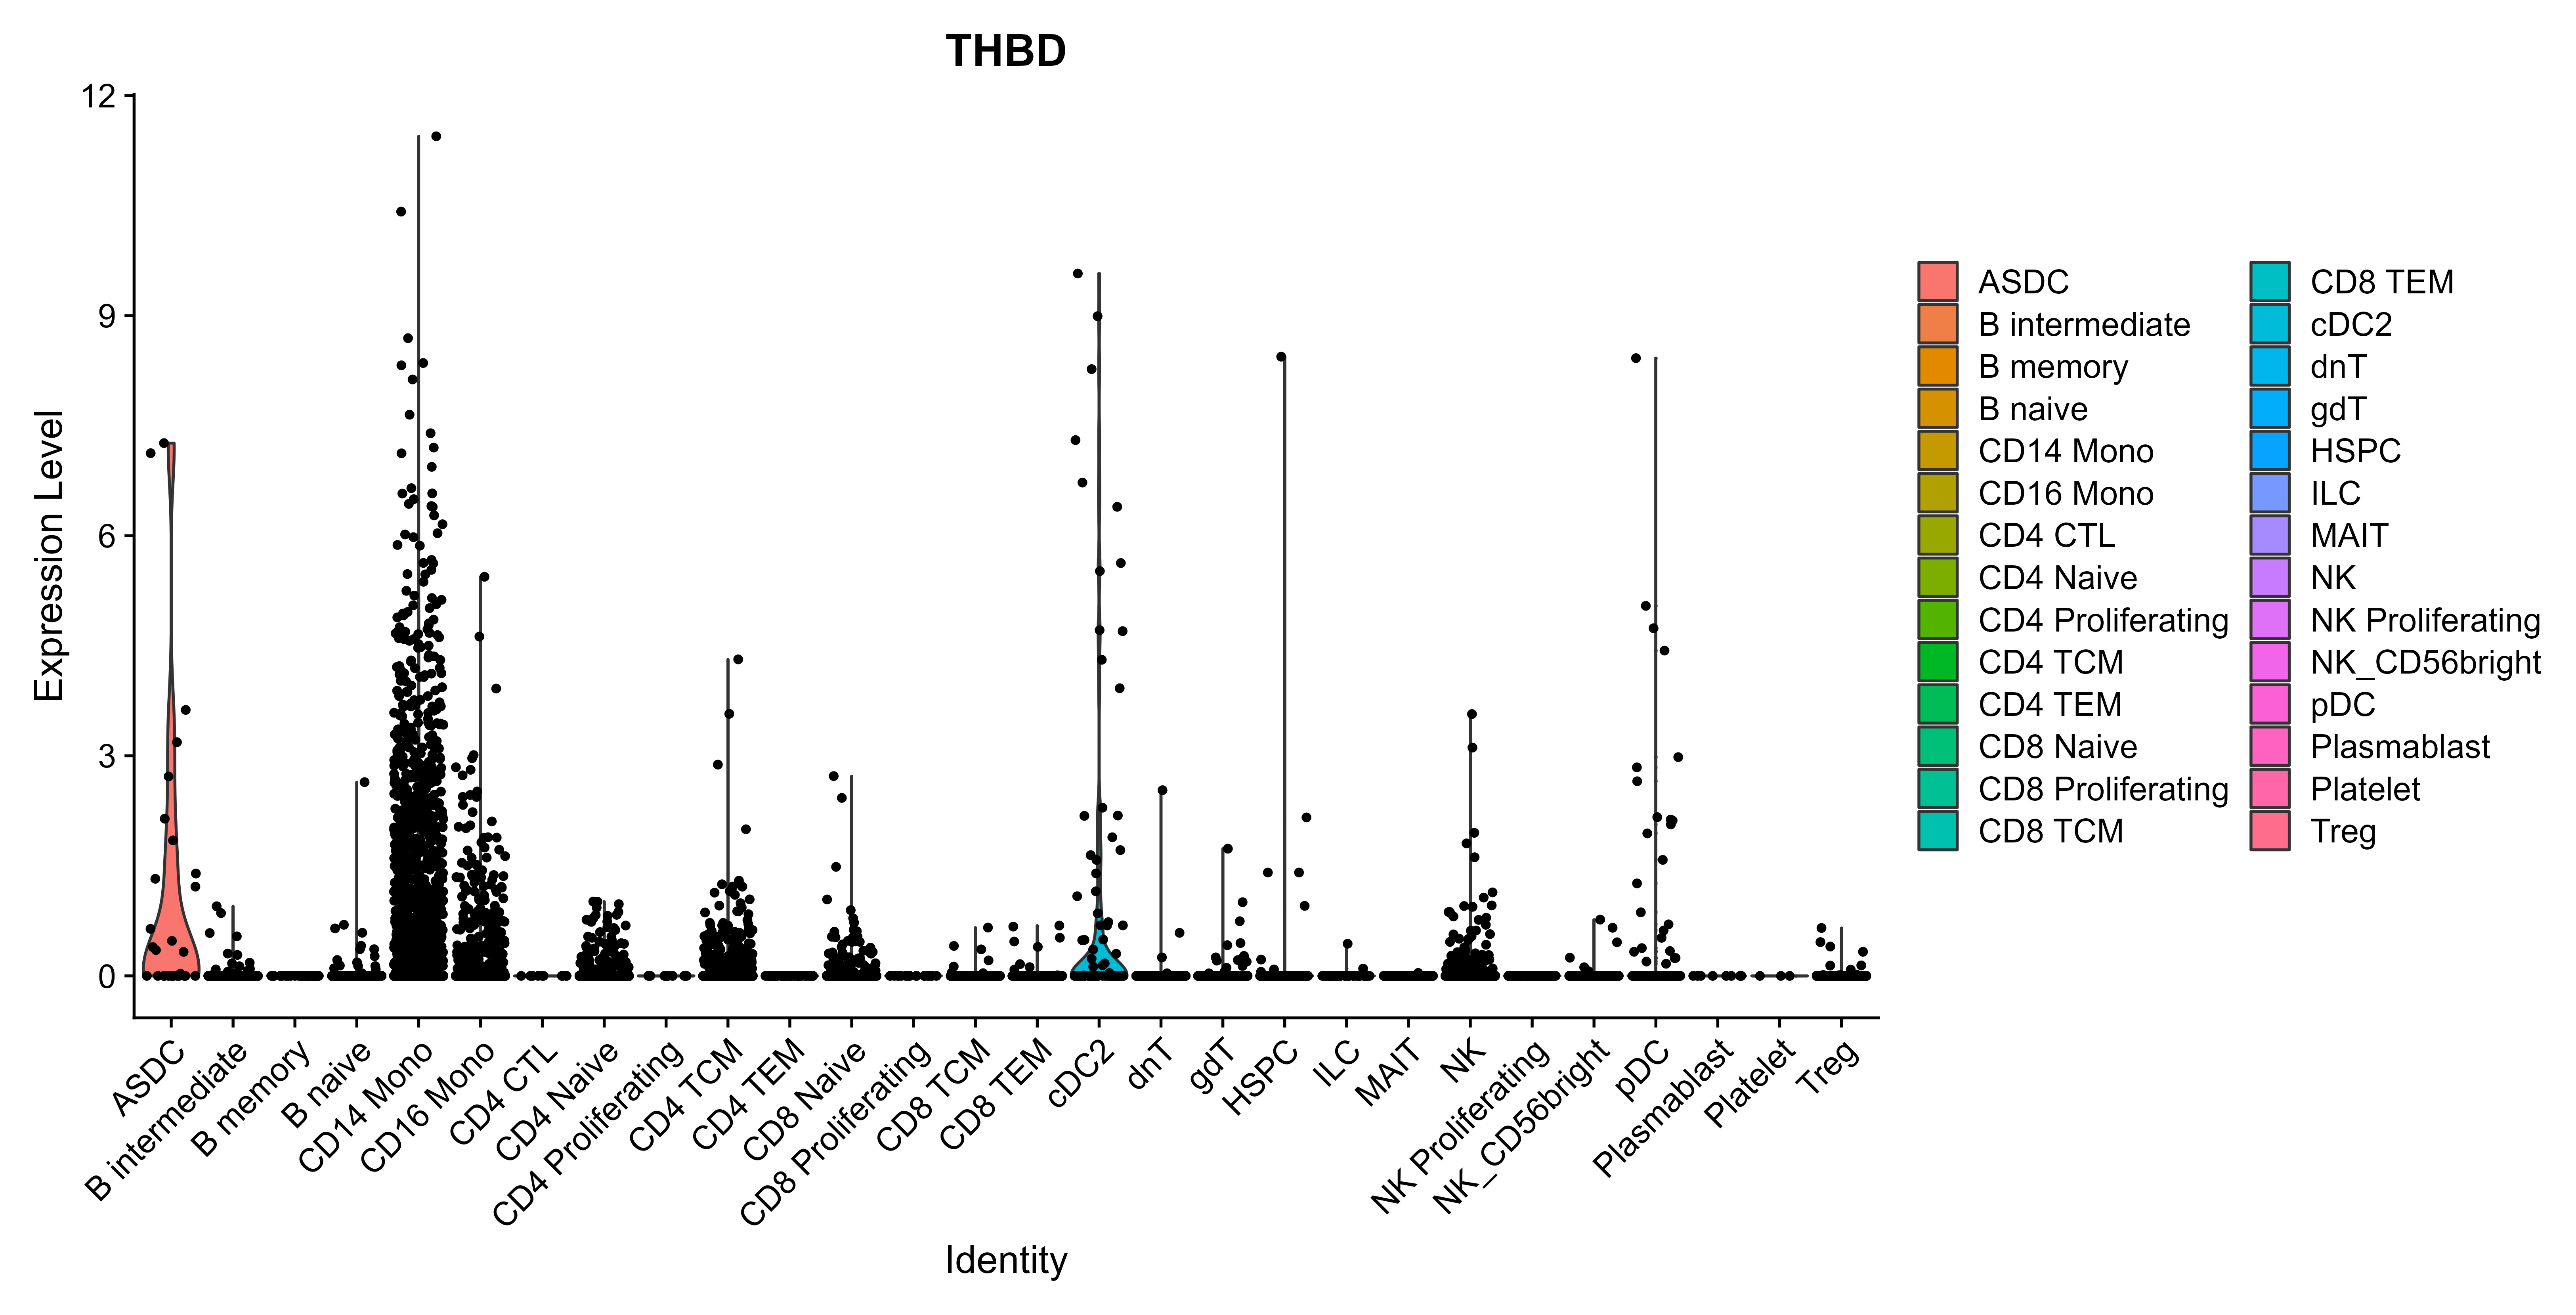 THBD
Expression Level
12
9
6
3
0
ASDC
B intermediate
B memory
B naive
CD14 Mono
CD16 Mono
CD4 CTL
CD4 Naive
CD4 Proliferating
CD4 TCM
CD4 TEM
CD8 Naive
CD8 Proliferating
CD8 TCM
CD8 TEM
cDC2
dnT
gdT
HSPC
ILC
MAIT
NK
NK Proliferating
NK_CD56bright
pDC
Plasmablast
Platelet
Treg
Identity
ASDC
B intermediate
B memory
B naive
CD14 Mono
CD16 Mono
CD4 CTL
CD4 Naive
CD4 Proliferating
CD4 TCM
CD4 TEM
CD8 Naive
CD8 Proliferating
CD8 TCM
CD8 TEM
cDC2
dnT
gdT
HSPC
ILC
MAIT
NK
NK Proliferating
NK_CD56bright
pDC
Plasmablast
Platelet
Treg